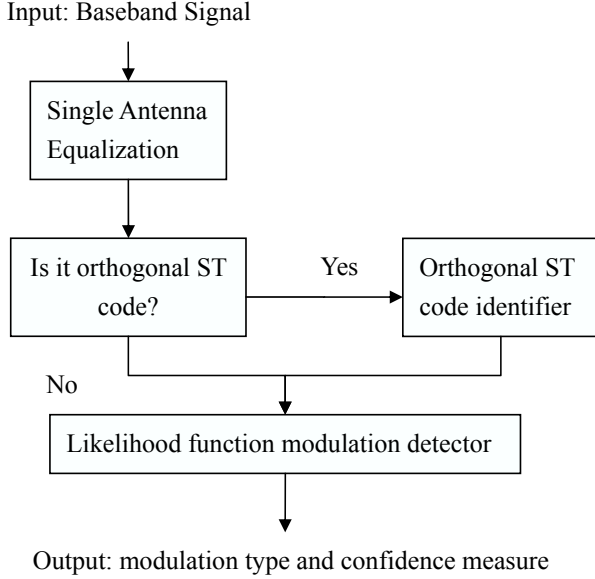 Input: Baseband Signal
Single Antenna
Equalization
Is it orthogonal ST
code?
Yes
Orthogonal ST
code identifier
No
Likelihood function modulation detector
Output: modulation type and confidence measure